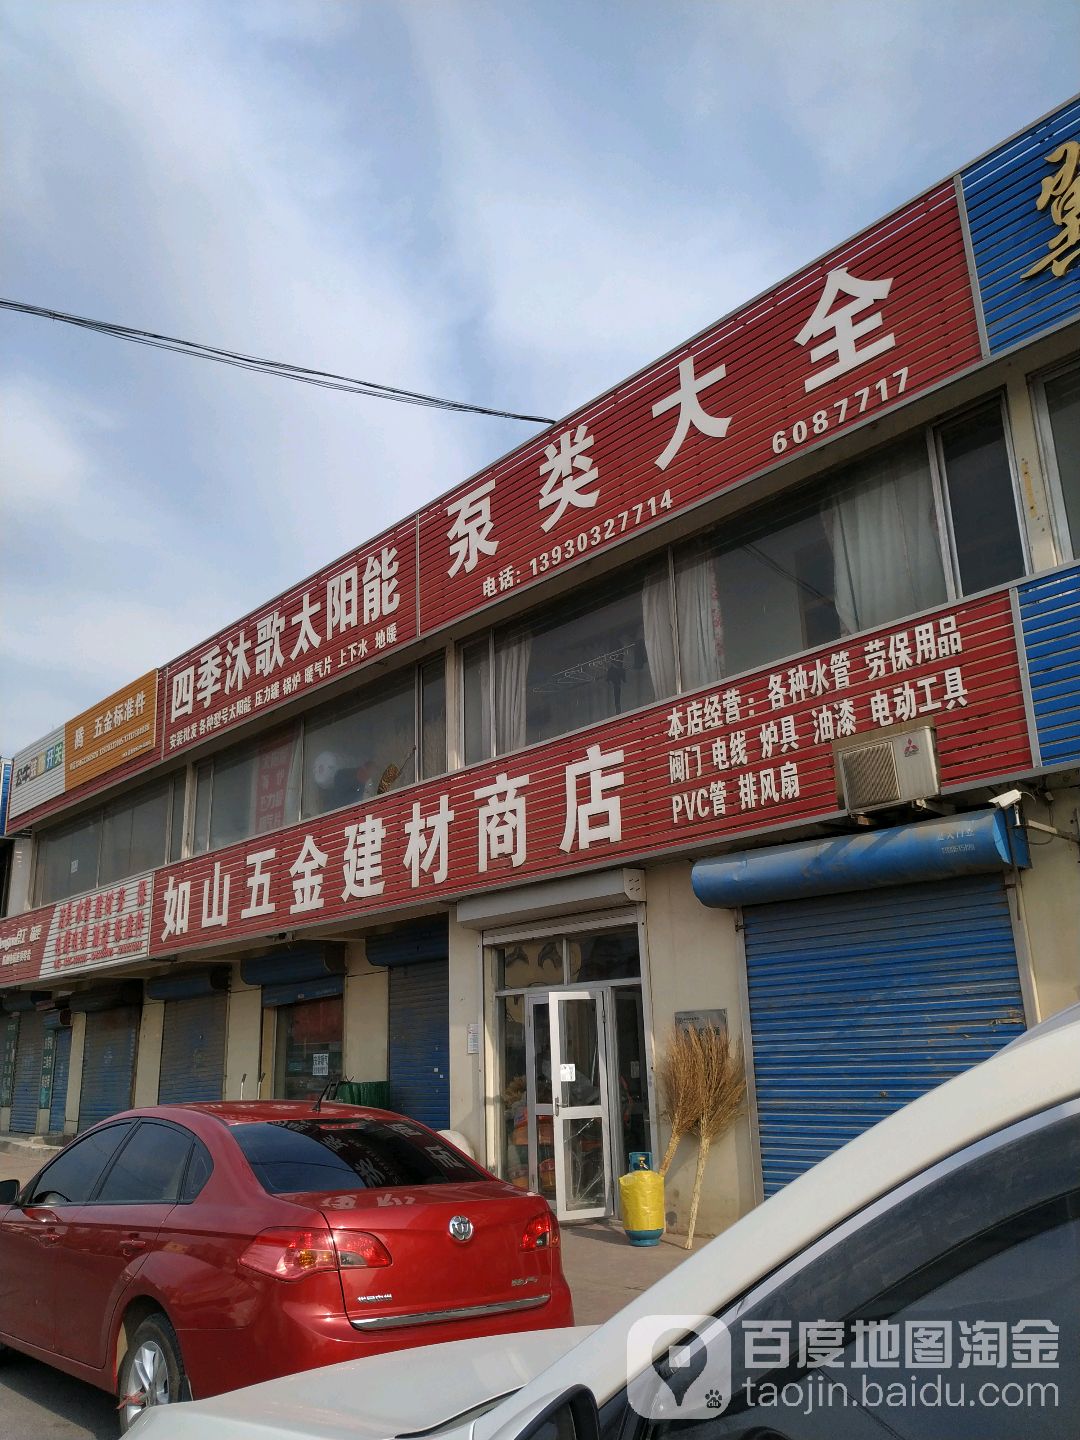 翼
泵类大全
6087717
电话:13930327714
四季沐歌太阳能
安装批发 各种型号太阳能 压力罐 锅炉 暖气片 上下水 地暖
腾 五金标准件
开关
本店经营:各种水管 劳保用品
阀门 电线 炉具 油漆 电动工具
PVC管 排风扇
如山五金建材商店
百度地图淘金
taojin.baidu.com